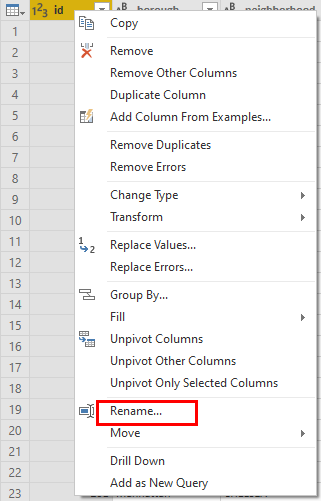 1²3 id borough neighborhood
Copy
1
2 Remove
3 Remove Other Columns
4 Duplicate Column
5 Add Column From Examples...
6 Remove Duplicates
7 Remove Errors
8
9 Change Type
10 Transform
11 Replace Values...
12 Replace Errors...
13 Group By...
14 Fill
15 Unpivot Columns
16 Unpivot Other Columns
17
18 Unpivot Only Selected Columns
19 Rename...
20 Move
21 Drill Down
22 Add as New Query
23